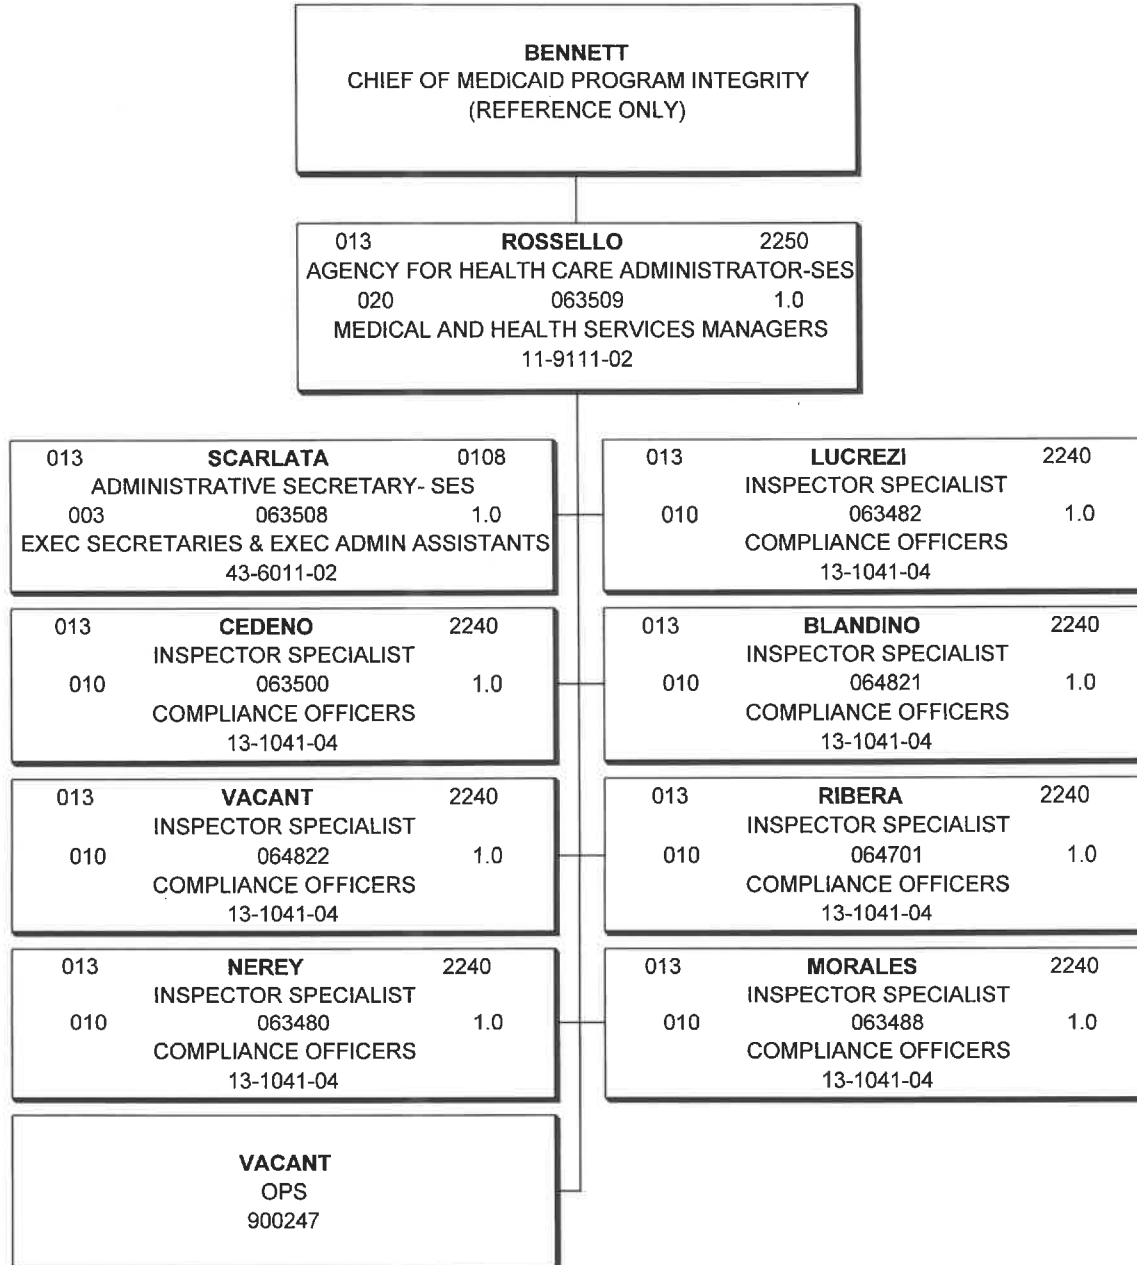 BENNETT
CHIEF OF MEDICAID PROGRAM INTEGRITY
(REFERENCE ONLY)
013 ROSSELLO 2250
AGENCY FOR HEALTH CARE ADMINISTRATOR-SES
020 063509 1.0
MEDICAL AND HEALTH SERVICES MANAGERS
11-9111-02
013 SCARLATA 0108
ADMINISTRATIVE SECRETARY- SES
003 063508 1.0
EXEC SECRETARIES & EXEC ADMIN ASSISTANTS
43-6011-02
013 LUCREZI 2240
INSPECTOR SPECIALIST
010 063482 1.0
COMPLIANCE OFFICERS
13-1041-04
013 CEDENO 2240
INSPECTOR SPECIALIST
010 063500 1.0
COMPLIANCE OFFICERS
13-1041-04
013 BLANDINO 2240
INSPECTOR SPECIALIST
010 064821 1.0
COMPLIANCE OFFICERS
13-1041-04
013 VACANT 2240
INSPECTOR SPECIALIST
010 064822 1.0
COMPLIANCE OFFICERS
13-1041-04
013 RIBERA 2240
INSPECTOR SPECIALIST
010 064701 1.0
COMPLIANCE OFFICERS
13-1041-04
013 NEREY 2240
INSPECTOR SPECIALIST
010 063480 1.0
COMPLIANCE OFFICERS
13-1041-04
013 MORALES 2240
INSPECTOR SPECIALIST
010 063488 1.0
COMPLIANCE OFFICERS
13-1041-04
VACANT
OPS
900247